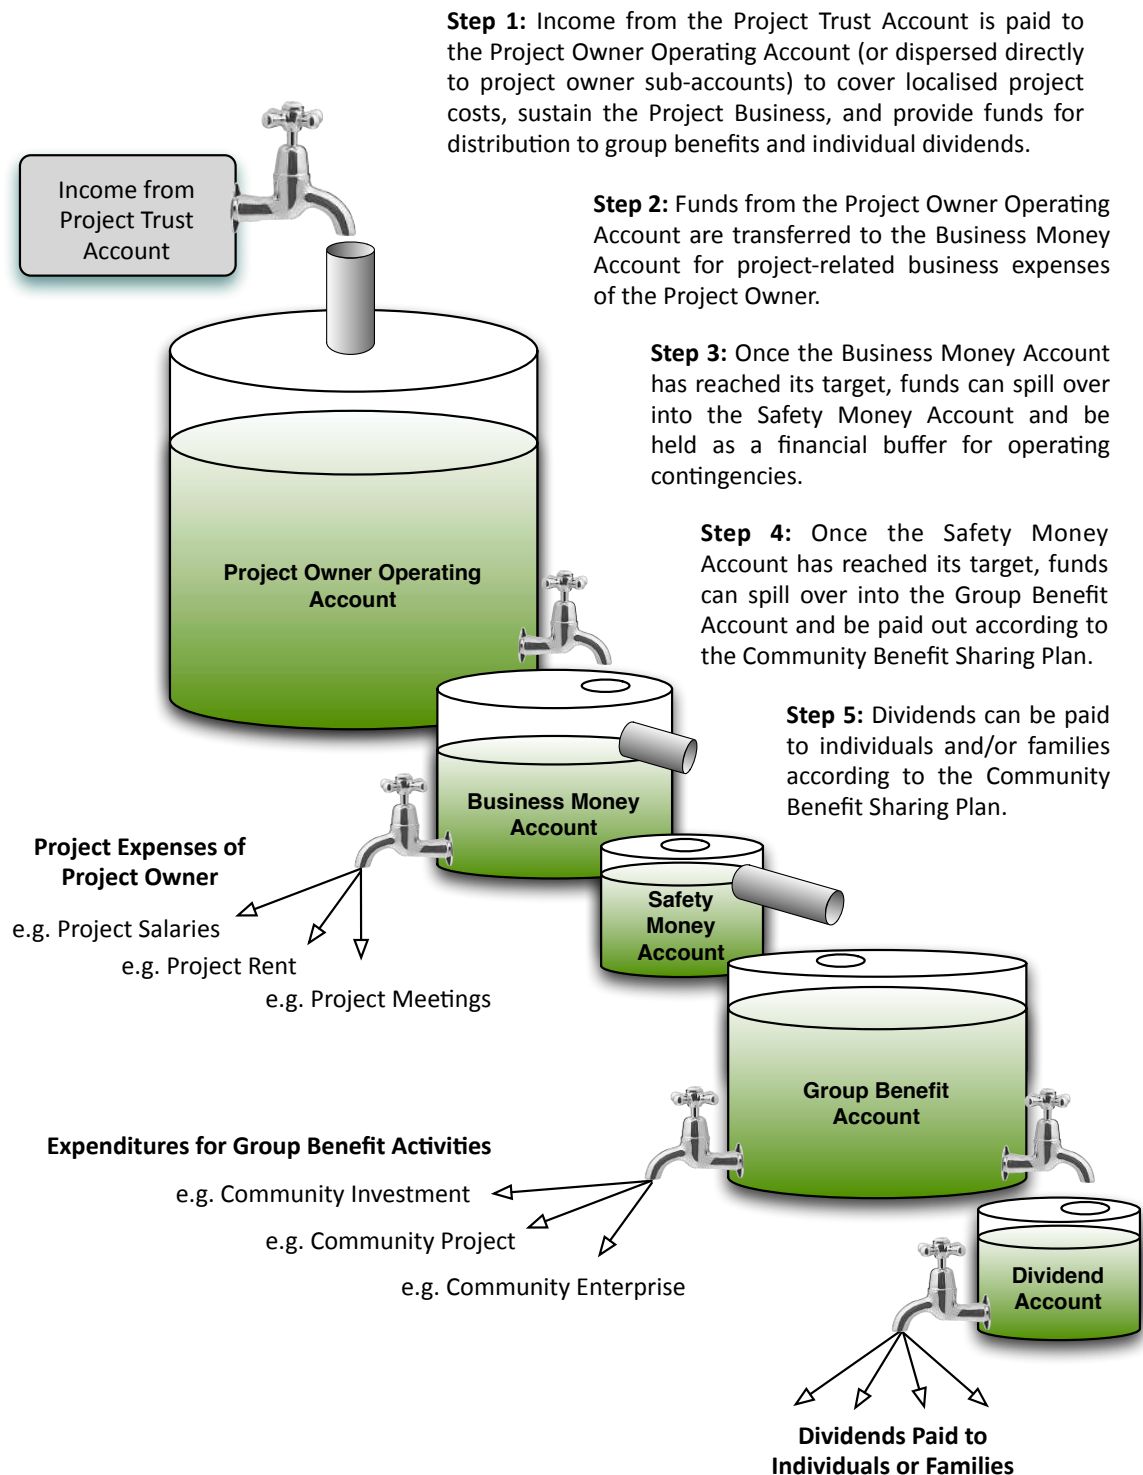 Step 1: Income from the Project Trust Account is paid to
the Project Owner Operating Account (or dispersed directly
to project owner sub-accounts) to cover localised project
costs, sustain the Project Business, and provide funds for
distribution to group benefits and individual dividends.
Income from
Project Trust
Account
Step 2: Funds from the Project Owner Operating
Account are transferred to the Business Money
Account for project-related business expenses
of the Project Owner.
Step 3: Once the Business Money Account
has reached its target, funds can spill over
into the Safety Money Account and be
held as a financial buffer for operating
contingencies.
Step 4: Once the Safety Money
Account has reached its target, funds
can spill over into the Group Benefit
Account and be paid out according to
the Community Benefit Sharing Plan.
Project Owner Operating
Account
Step 5: Dividends can be paid
to individuals and/or families
according to the Community
Benefit Sharing Plan.
Business Money
Account
Project Expenses of
Project Owner
e.g. Project Salaries
e.g. Project Rent
e.g. Project Meetings
Safety
Money
Account
Group Benefit
Account
Expenditures for Group Benefit Activities
e.g. Community Investment
e.g. Community Project
e.g. Community Enterprise
Dividend
Account
Dividends Paid to
Individuals or Families